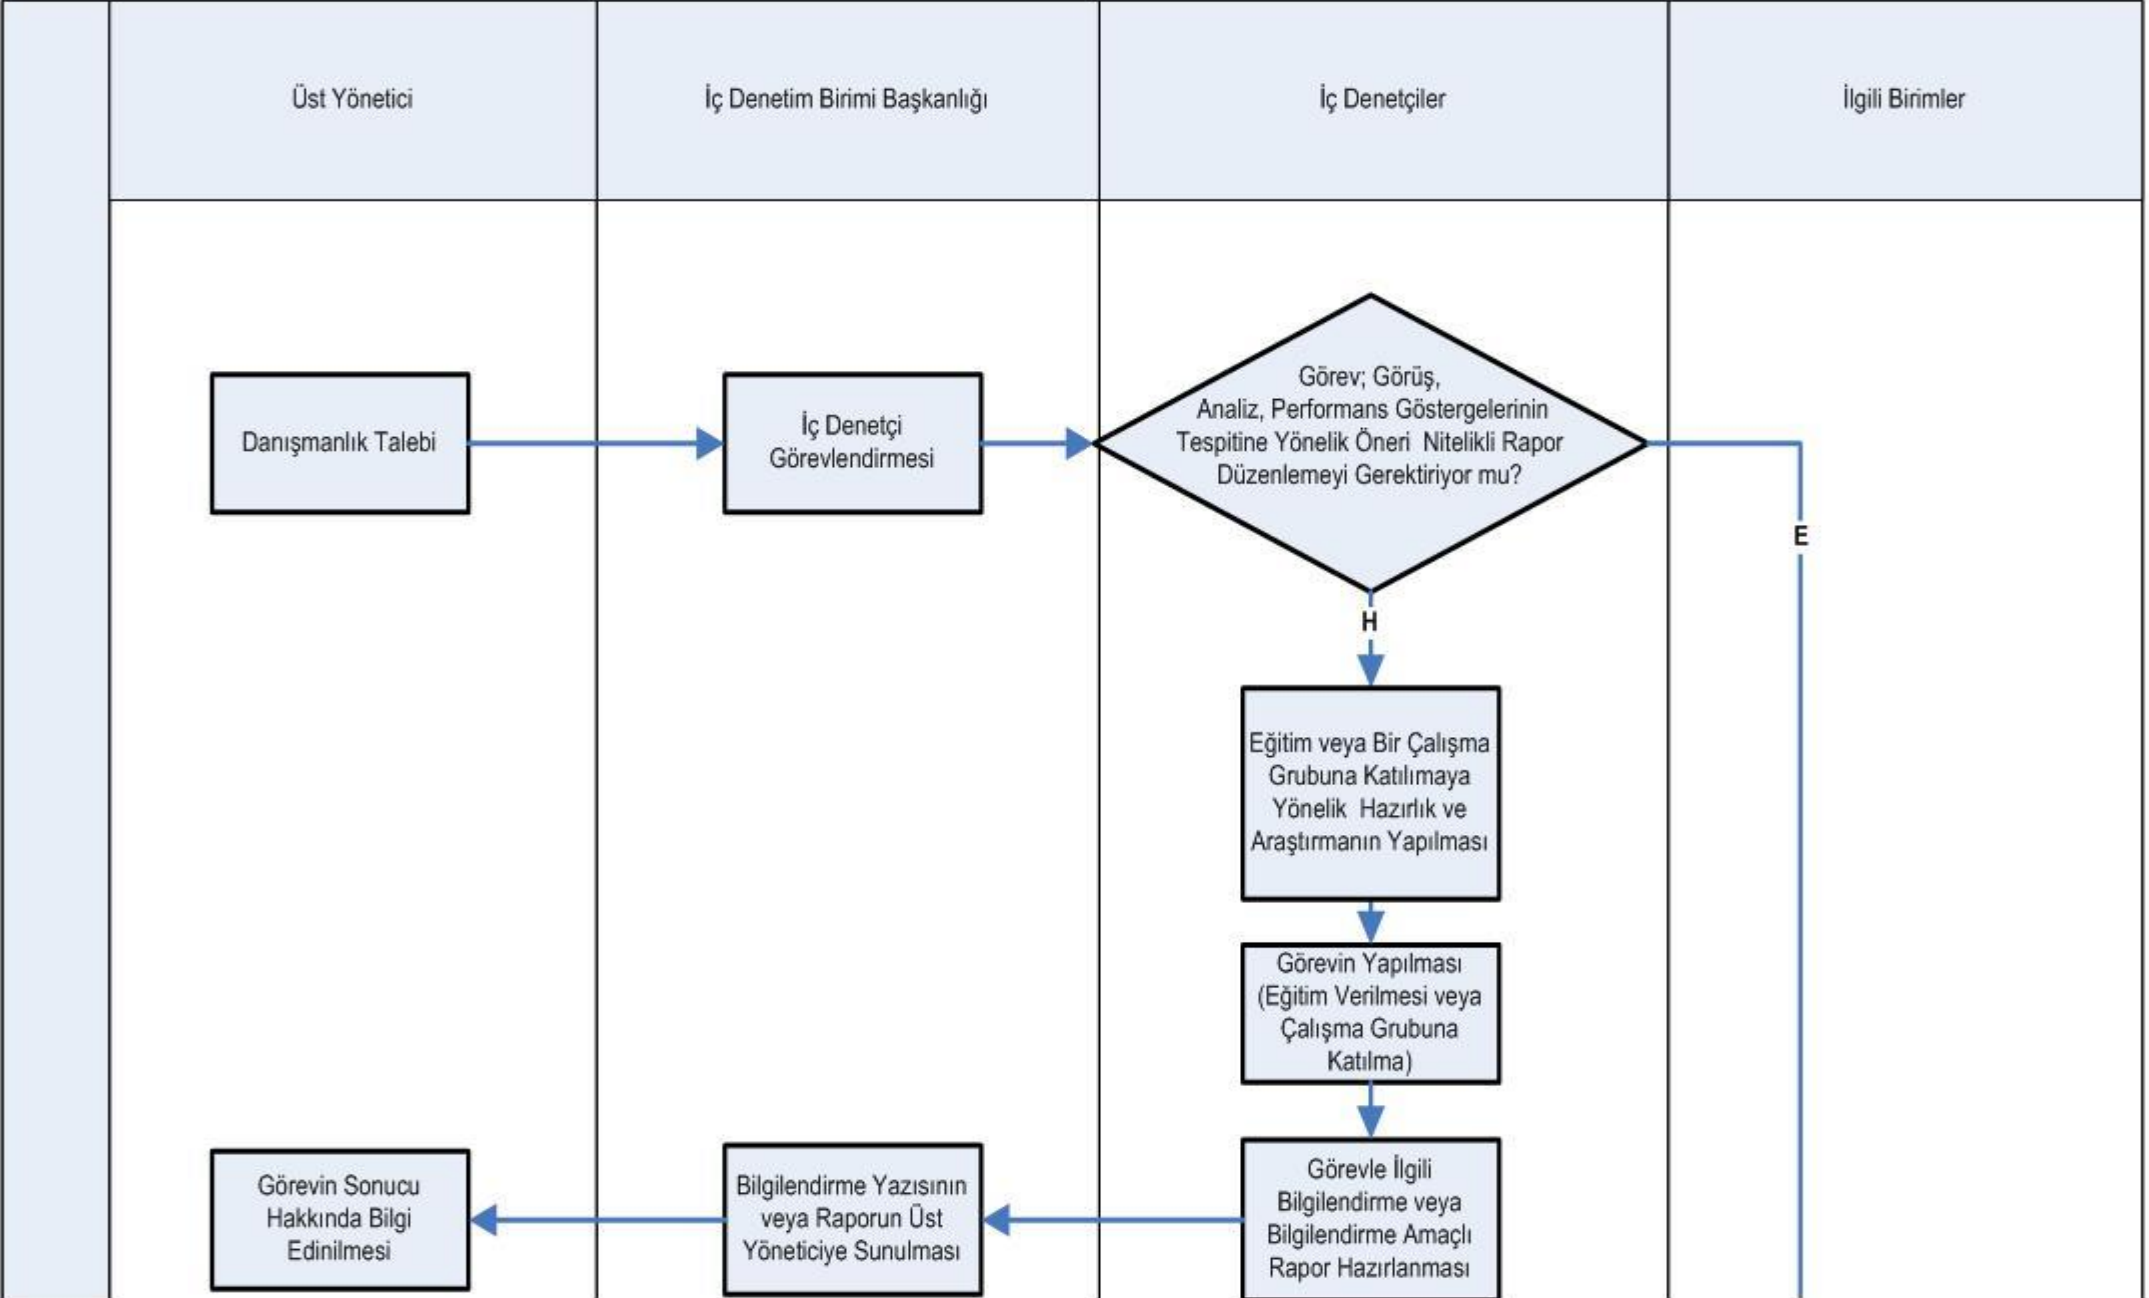 Üst Yönetici
İç Denetim Birimi Başkanlığı
İç Denetçiler
İlgili Birimler
Danışmanlık Talebi
İç Denetçi
Görevlendirmesi
Görev; Görüş,
Analiz, Performans Göstergelerinin
Tespitine Yönelik Öneri  Nitelikli Rapor
Düzenlemeyi Gerektiriyor mu?
E
H
Eğitim veya Bir Çalışma
Grubuna Katılımaya
Yönelik  Hazırlık ve
Araştırmanın Yapılması
Görevin Yapılması
(Eğitim Verilmesi veya
Çalışma Grubuna
Katılma)
Görevle İlgili
Bilgilendirme veya
Bilgilendirme Amaçlı
Rapor Hazırlanması
Bilgilendirme Yazısının
veya Raporun Üst
Yöneticiye Sunulması
Görevin Sonucu
Hakkında Bilgi
Edinilmesi